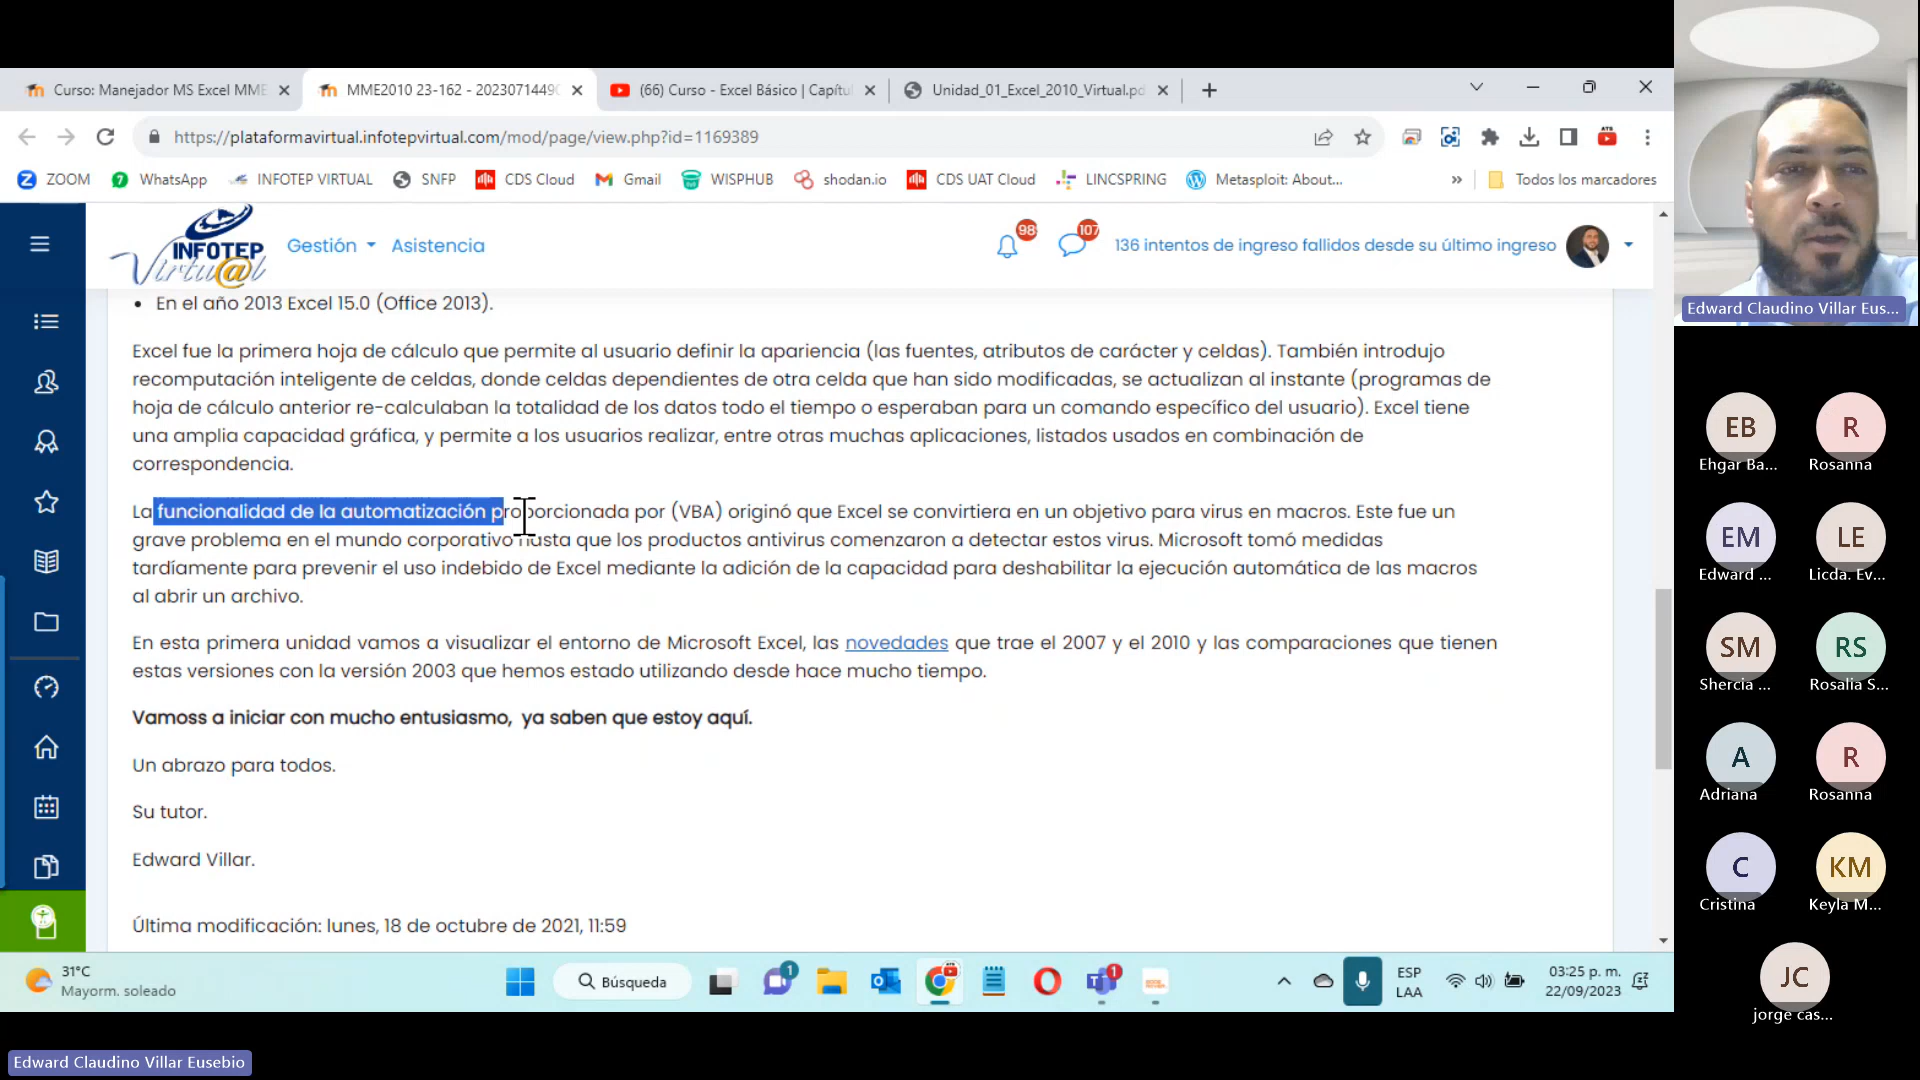 Curso: Manejador MS Excel MME
MME2010 23-162 - 2023071449
(66) Curso - Excel Básico | Capítu
Unidad_01_Excel_2010_Virtual.pd
https://plataformavirtual.infotepvirtual.com/mod/page/view.php?id=1169389
ZOOM
WhatsApp
INFOTEP VIRTUAL
SNFP
CDS Cloud
Gmail
WISPHUB
shodan.io
CDS UAT Cloud
LINCSPRING
Metasploit: About...
Todos los marcadores
INFOTEP
Virtu@l
Gestión
Asistencia
98
107
136 intentos de ingreso fallidos desde su último ingreso
• En el año 2013 Excel 15.0 (Office 2013).
Excel fue la primera hoja de cálculo que permite al usuario definir la apariencia (las fuentes, atributos de carácter y celdas). También introdujo
recomputación inteligente de celdas, donde celdas dependientes de otra celda que han sido modificadas, se actualizan al instante (programas de
hoja de cálculo anterior re-calculaban la totalidad de los datos todo el tiempo o esperaban para un comando específico del usuario). Excel tiene
una amplia capacidad gráfica, y permite a los usuarios realizar, entre otras muchas aplicaciones, listados usados en combinación de
correspondencia.
La funcionalidad de la automatización proporcionada por (VBA) originó que Excel se convirtiera en un objetivo para virus en macros. Este fue un
grave problema en el mundo corporativo hasta que los productos antivirus comenzaron a detectar estos virus. Microsoft tomó medidas
tardíamente para prevenir el uso indebido de Excel mediante la adición de la capacidad para deshabilitar la ejecución automática de las macros
al abrir un archivo.
En esta primera unidad vamos a visualizar el entorno de Microsoft Excel, las novedades que trae el 2007 y el 2010 y las comparaciones que tienen
estas versiones con la versión 2003 que hemos estado utilizando desde hace mucho tiempo.
Vamoss a iniciar con mucho entusiasmo, ya saben que estoy aquí.
Un abrazo para todos.
Su tutor.
Edward Villar.
Última modificación: lunes, 18 de octubre de 2021, 11:59
31°C
Mayorm. soleado
Búsqueda
1
1
ESP
LAA
03:25 p. m.
22/09/2023
Edward Claudino Villar Eus...
EB
Ehgar Ba...
R
Rosanna
EM
Edward ...
LE
Licda. Ev...
SM
Shercia ...
RS
Rosalia S...
A
Adriana
R
Rosanna
C
Cristina
KM
Keyla M...
JC
jorge cas...
Edward Claudino Villar Eusebio